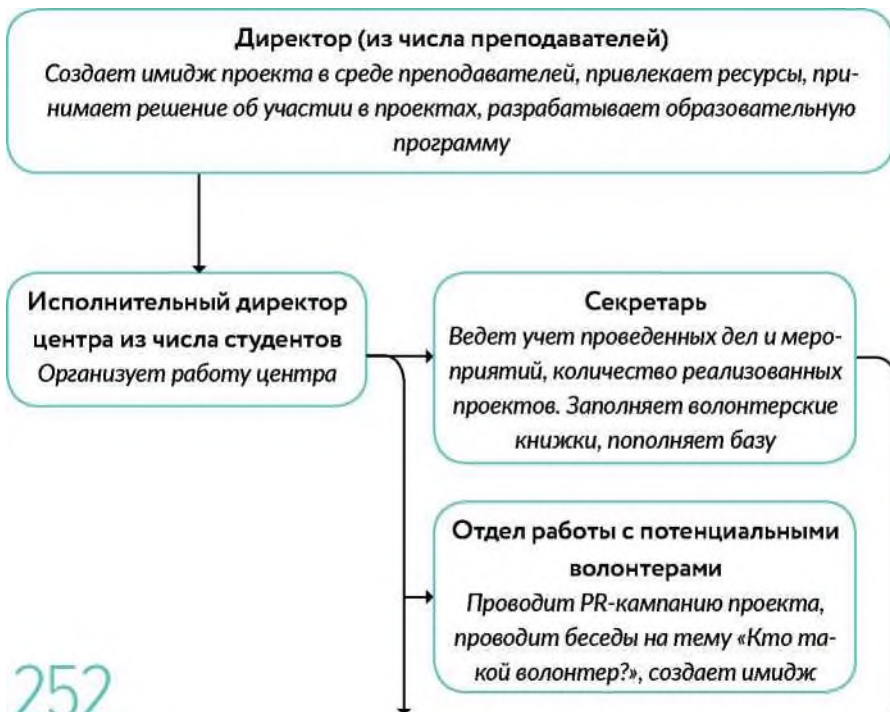 Директор (из числа преподавателей)
Создает имидж проекта в среде преподавателей, привлекает ресурсы, при-
нимает решение об участии в проектах, разрабатывает образовательную
программу
Исполнительный директор
центра из числа студентов
Организует работу центра
Секретарь
Ведет учет проведенных дел и меро-
приятий, количество реализованных
проектов. Заполняет волонтерские
книжки, пополняет базу
Отдел работы с потенциальными
волонтерами
Проводит PR-кампанию проекта,
проводит беседы на тему «Кто та-
кой волонтер?», создает имидж
252